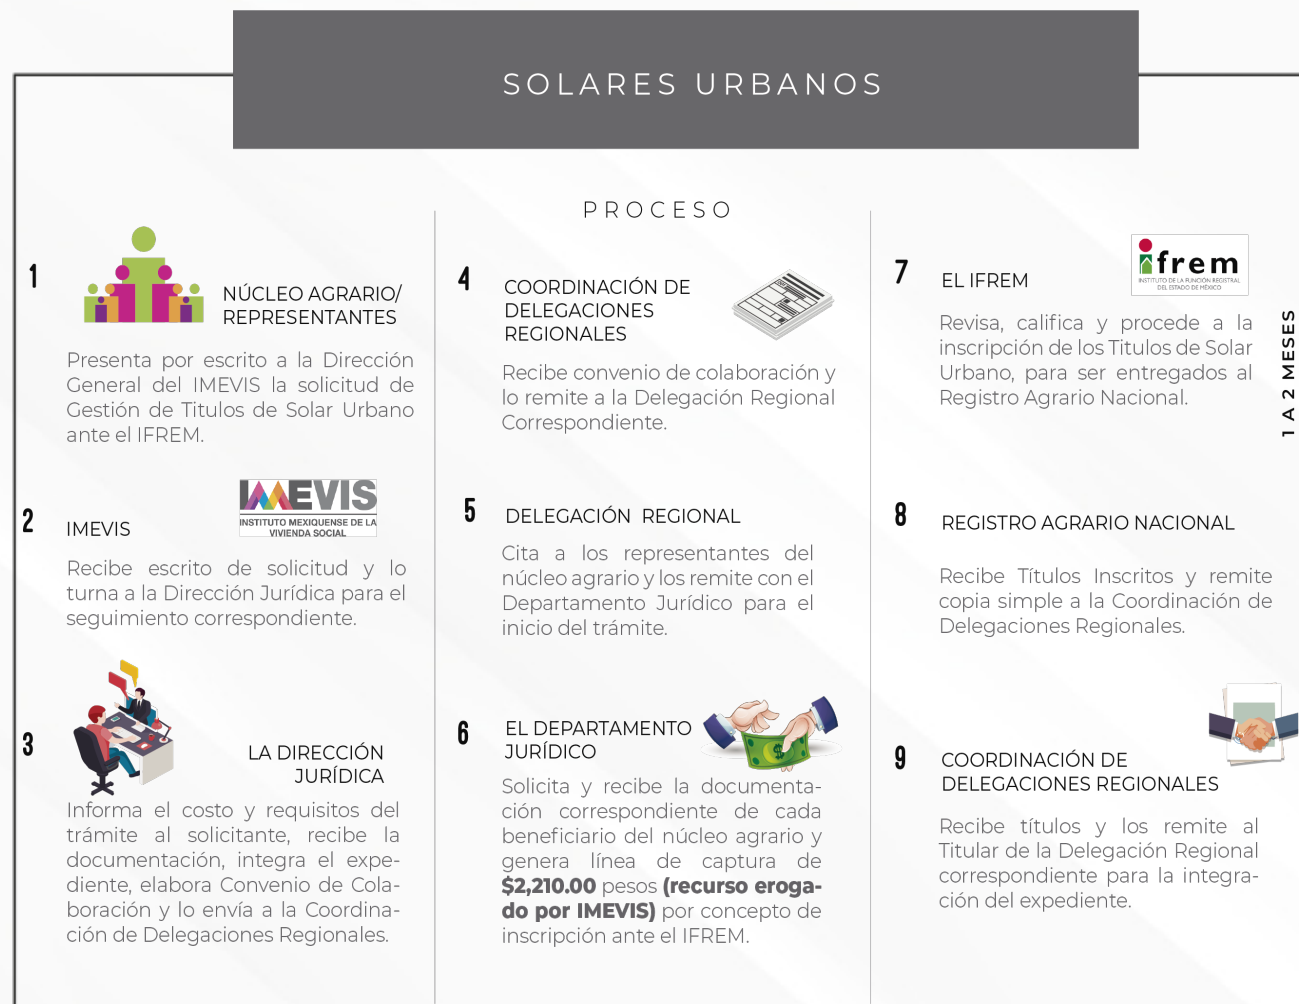 SOLARES URBANOS
PROCESO
1
NÚCLEO AGRARIO/
REPRESENTANTES
Presenta por escrito a la Dirección
General del IMEVIS la solicitud de
Gestión de Titulos de Solar Urbano
ante el IFREM.
2
IMEVIS
IMEVIS
INSTITUTO MEXIQUENSE DE LA
VIVIENDA SOCIAL
Recibe escrito de solicitud y lo
turna a la Dirección Jurídica para el
seguimiento correspondiente.
3
LA DIRECCIÓN
JURÍDICA
Informa el costo y requisitos del
trámite al solicitante, recibe la
documentación, integra el expe-
diente, elabora Convenio de Cola-
boración y lo envía a la Coordina-
ción de Delegaciones Regionales.
4
COORDINACIÓN DE
DELEGACIONES
REGIONALES
Recibe convenio de colaboración y
lo remite a la Delegación Regional
Correspondiente.
5
DELEGACIÓN REGIONAL
Cita a los representantes del
núcleo agrario y los remite con el
Departamento Jurídico para el
inicio del trámite.
6
EL DEPARTAMENTO
JURÍDICO
Solicita y recibe la documenta-
ción correspondiente de cada
beneficiario del núcleo agrario y
genera línea de captura de
$2,210.00 pesos (recurso eroga-
do por IMEVIS) por concepto de
inscripción ante el IFREM.
7
EL IFREM
ifrem
INSTITUTO DE LA FUNCIÓN REGISTRAL
DEL ESTADO DE MÉXICO
Revisa, califica y procede a la
inscripción de los Titulos de Solar
Urbano, para ser entregados al
Registro Agrario Nacional.
1 A 2 MESES
8
REGISTRO AGRARIO NACIONAL
Recibe Títulos Inscritos y remite
copia simple a la Coordinación de
Delegaciones Regionales.
9
COORDINACIÓN DE
DELEGACIONES REGIONALES
Recibe títulos y los remite al
Titular de la Delegación Regional
correspondiente para la integra-
ción del expediente.